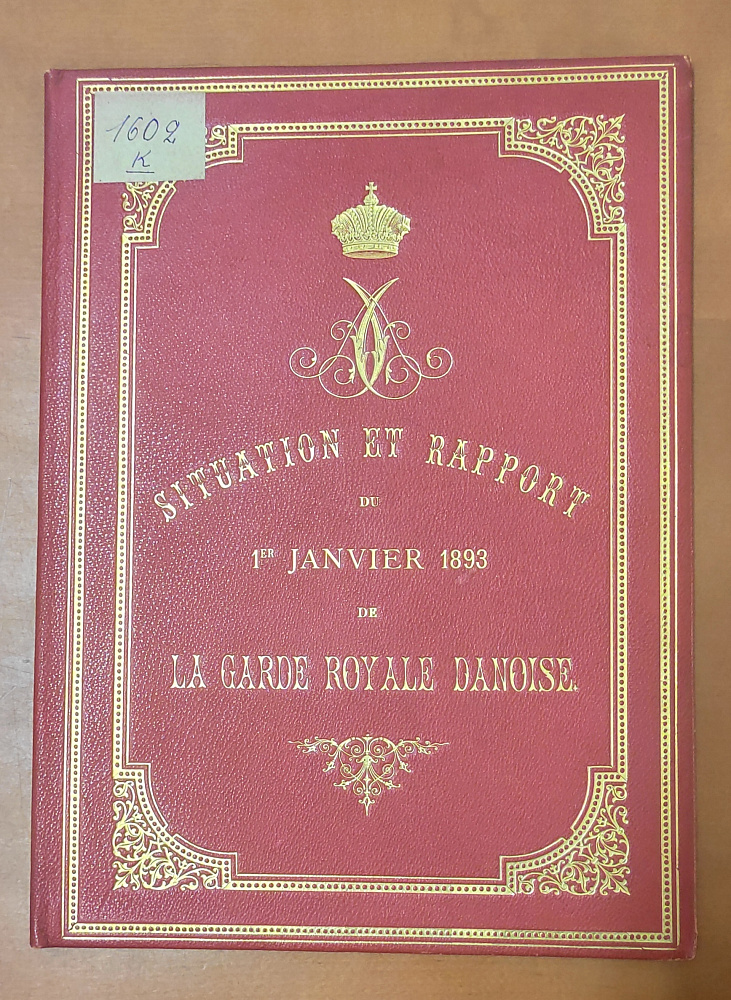 1602
K
SITUATION ET RAPPORT
DU
1ER JANVIER 1893
DE
LA GARDE ROYALE DANOISE.